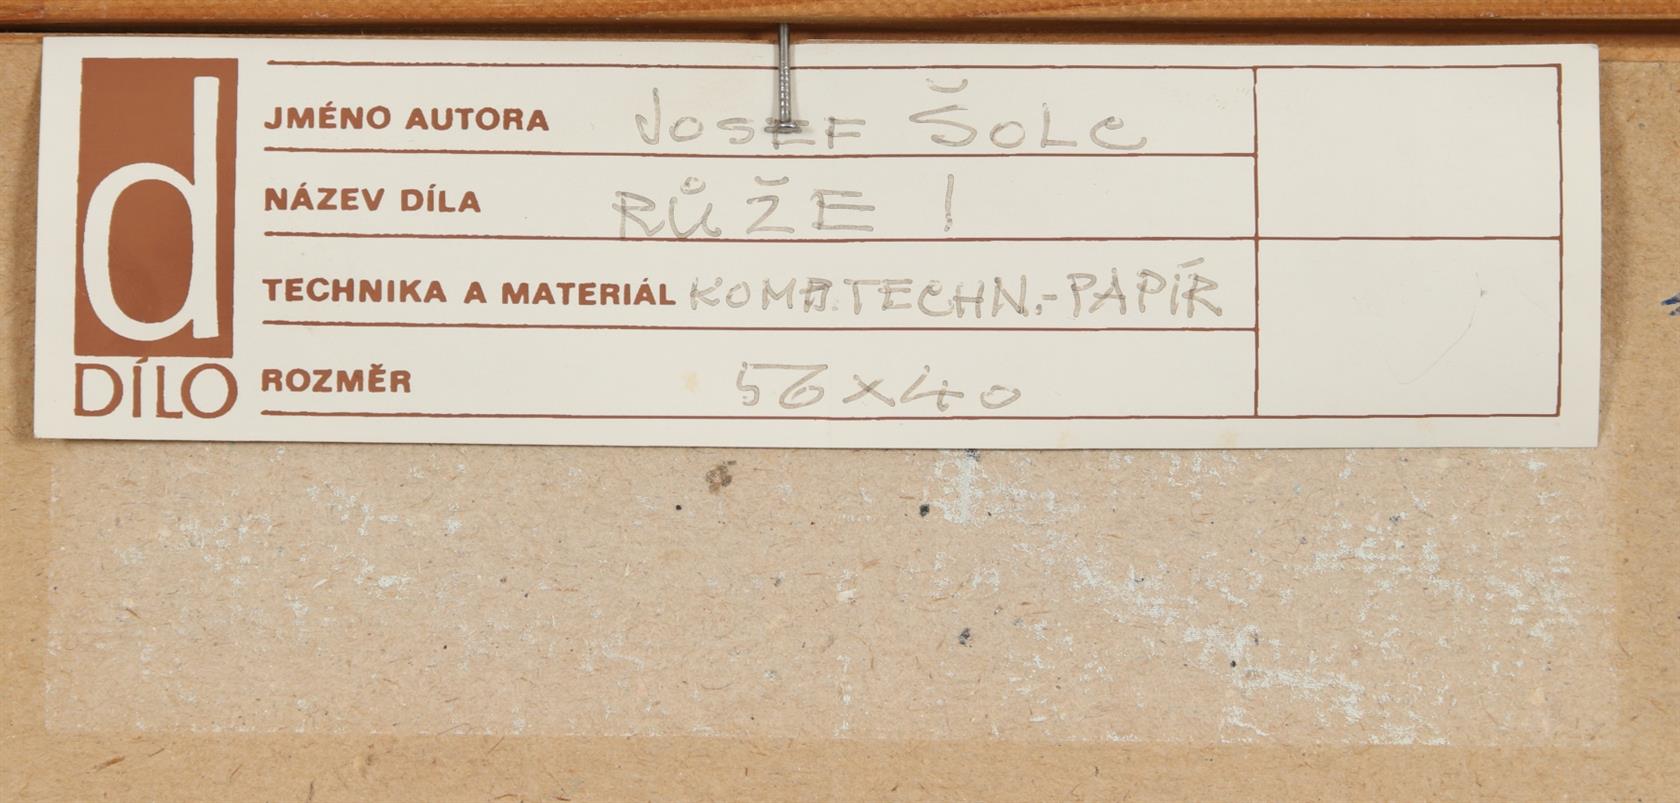 d
DÍLO
JMÉNO AUTORA JOSEF ŠOLC
NÁZEV DÍLA RŮŽE I
TECHNIKA A MATERIÁL KOMB.TECHN.-PAPÍR
ROZMĚR 56x40